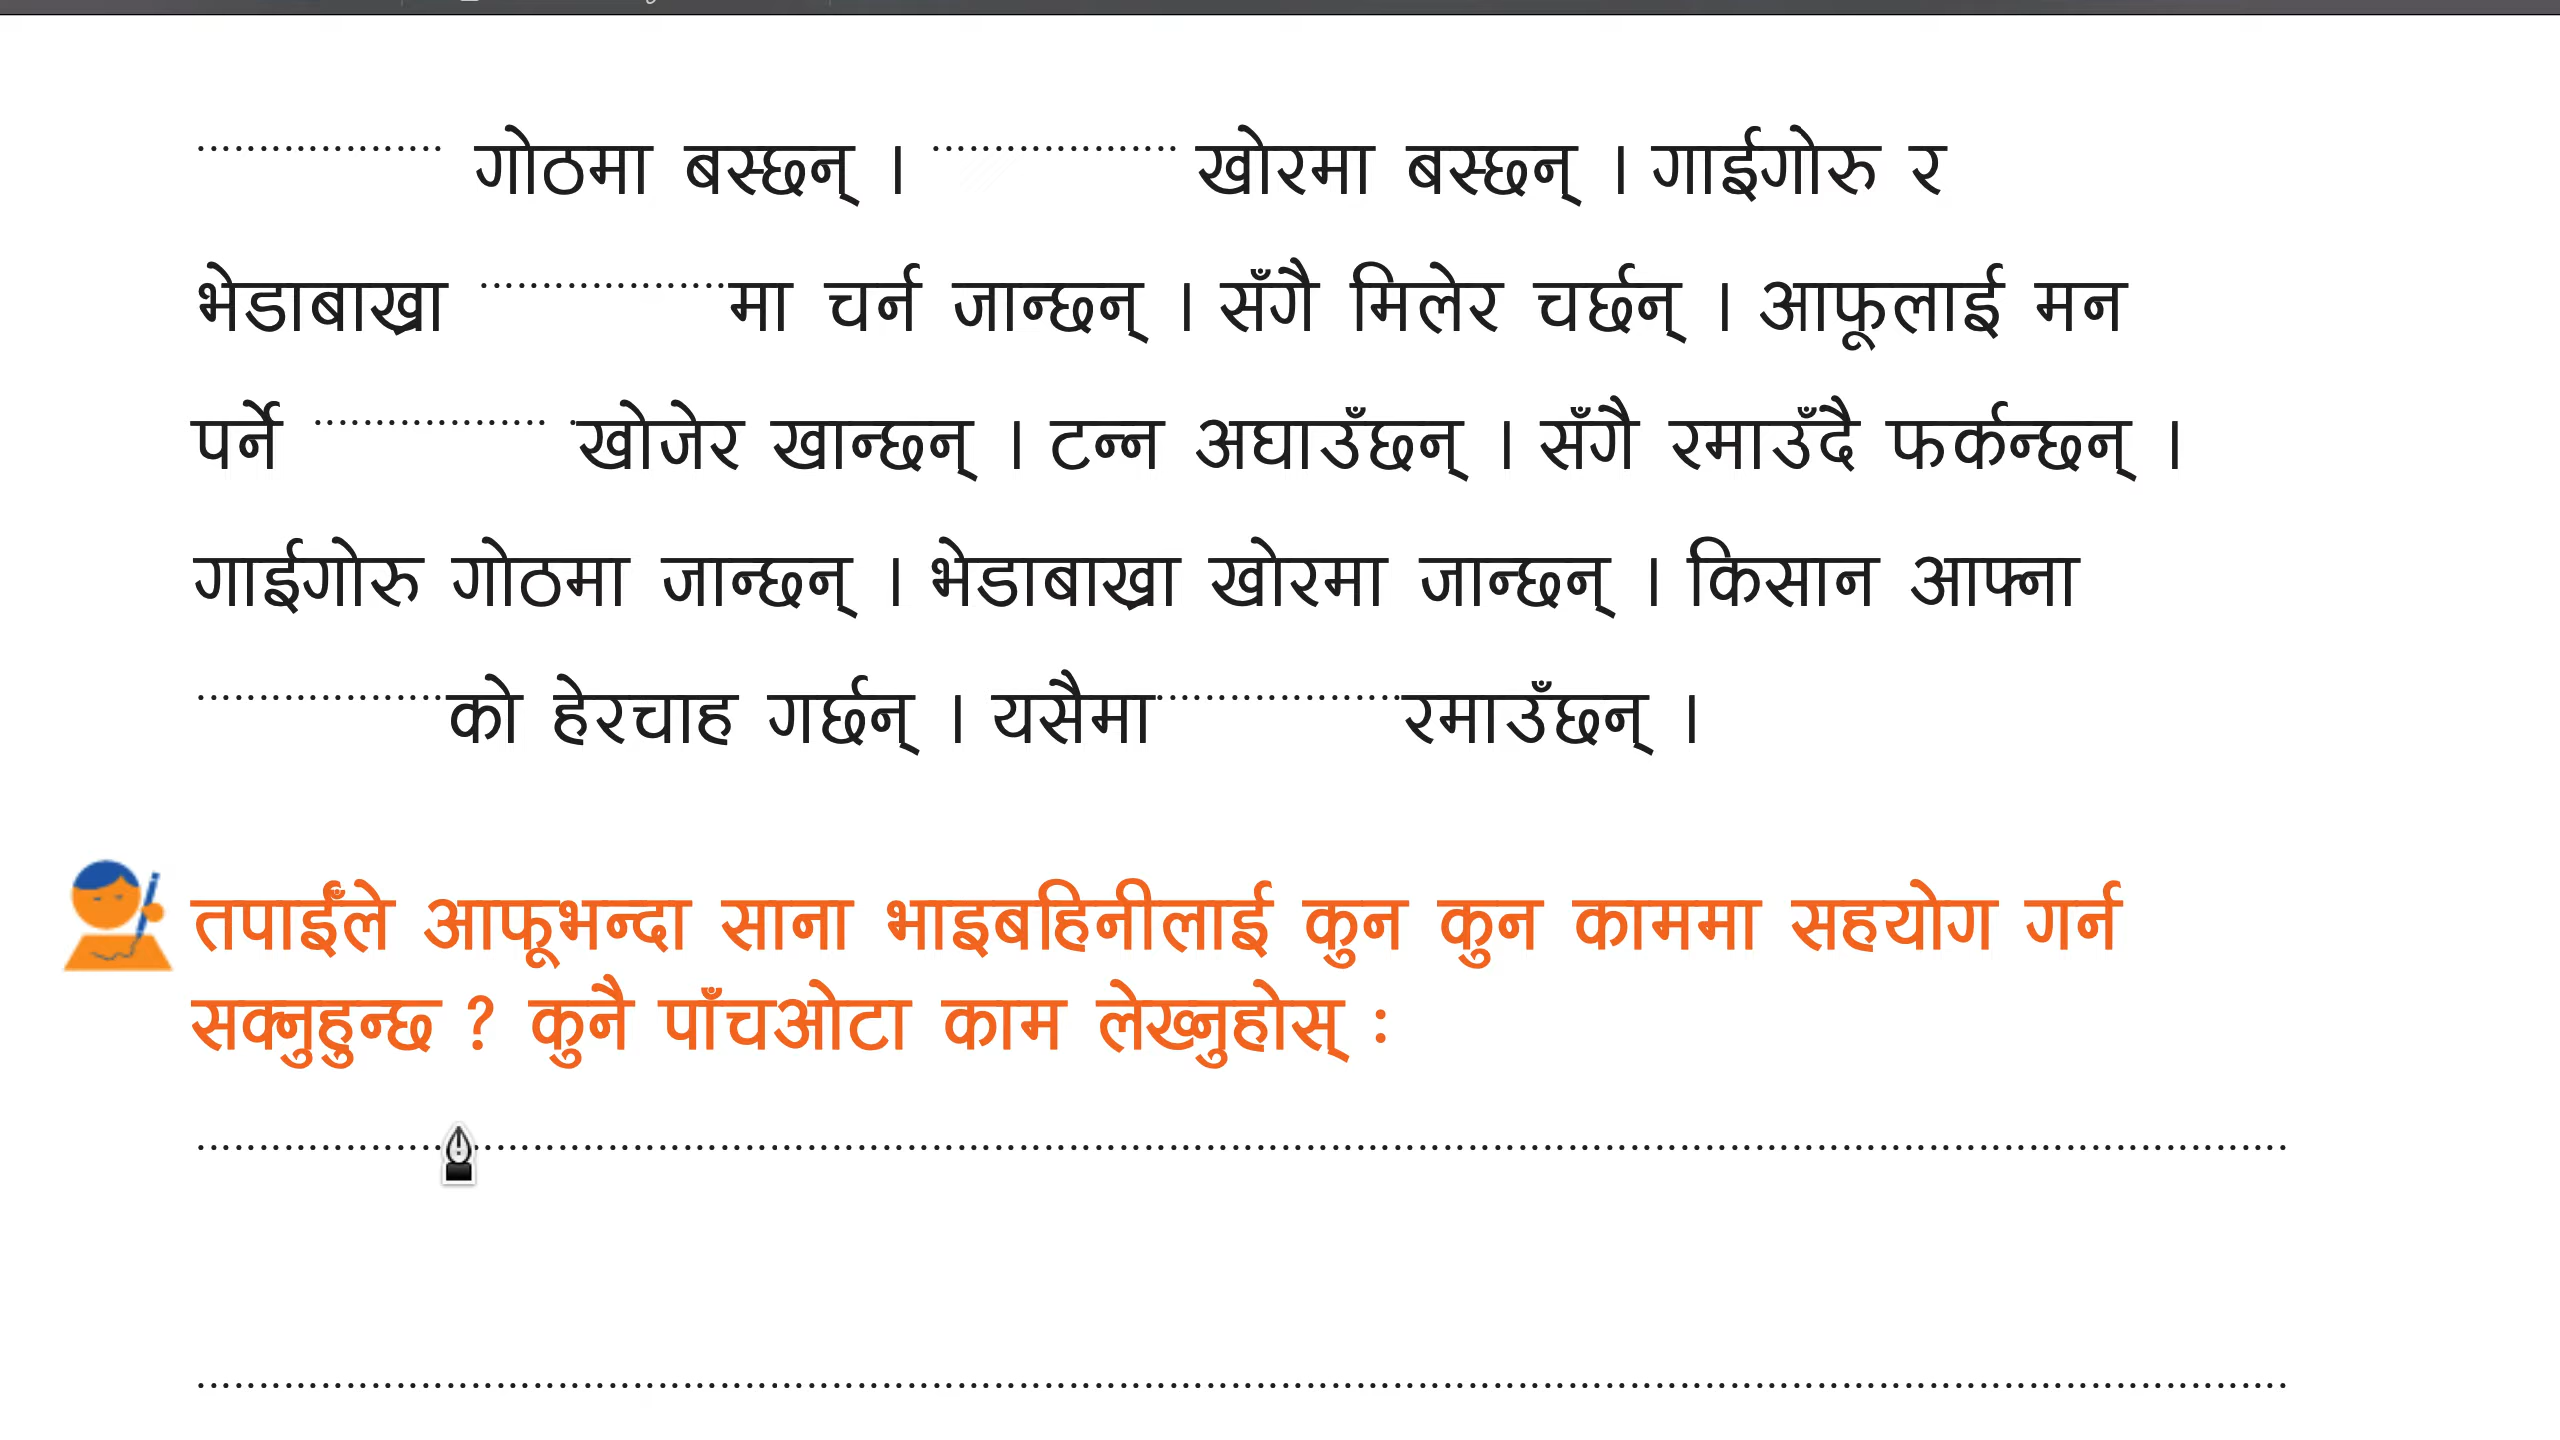 .................... गोठमा बस्छन् । .................... खोरमा बस्छन् । गाईगोरु र
भेडाबाख्रा ....................मा चर्न जान्छन् । सँगै मिलेर चर्छन् । आफूलाई मन
पर्ने ................... .खोजेर खान्छन् । टन्न अघाउँछन् । सँगै रमाउँदै फर्कन्छन् ।
गाईगोरु गोठमा जान्छन् । भेडाबाख्रा खोरमा जान्छन् । किसान आफ्ना
....................को हेरचाह गर्छन् । यसैमा....................रमाउँछन् ।
तपाईँले आफूभन्दा साना भाइबहिनीलाई कुन कुन काममा सहयोग गर्न
सक्नुहुन्छ ? कुनै पाँचओटा काम लेख्नुहोस् :